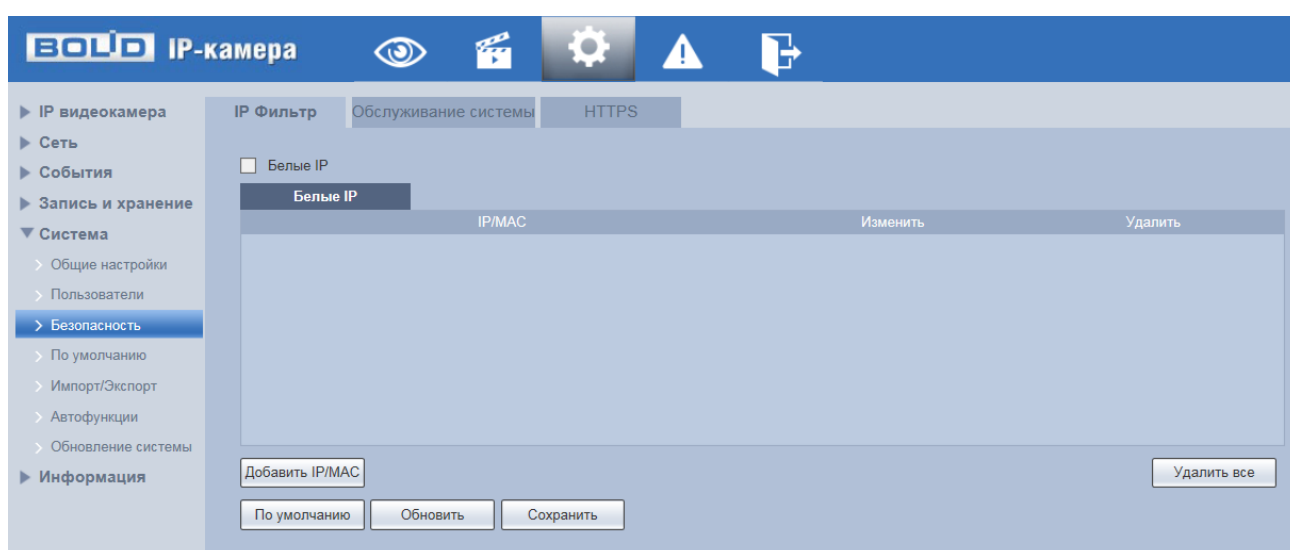 BOLID IP-камера
IP видеокамера
Сеть
События
Запись и хранение
Система
Общие настройки
Пользователи
Безопасность
По умолчанию
Импорт/Экспорт
Автофункции
Обновление системы
Информация
IP Фильтр Обслуживание системы HTTPS
Белые IP
Белые IP
IP/MAC Изменить Удалить
Добавить IP/MAC Удалить все
По умолчанию Обновить Сохранить